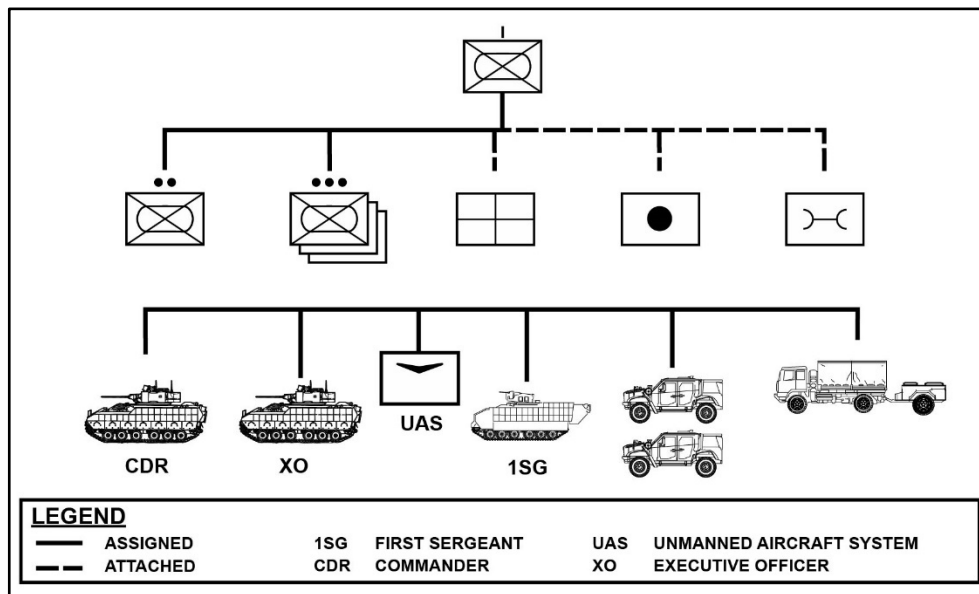 UAS
CDR XO 1SG
LEGEND
ASSIGNED 1SG FIRST SERGEANT UAS UNMANNED AIRCRAFT SYSTEM
ATTACHED CDR COMMANDER XO EXECUTIVE OFFICER